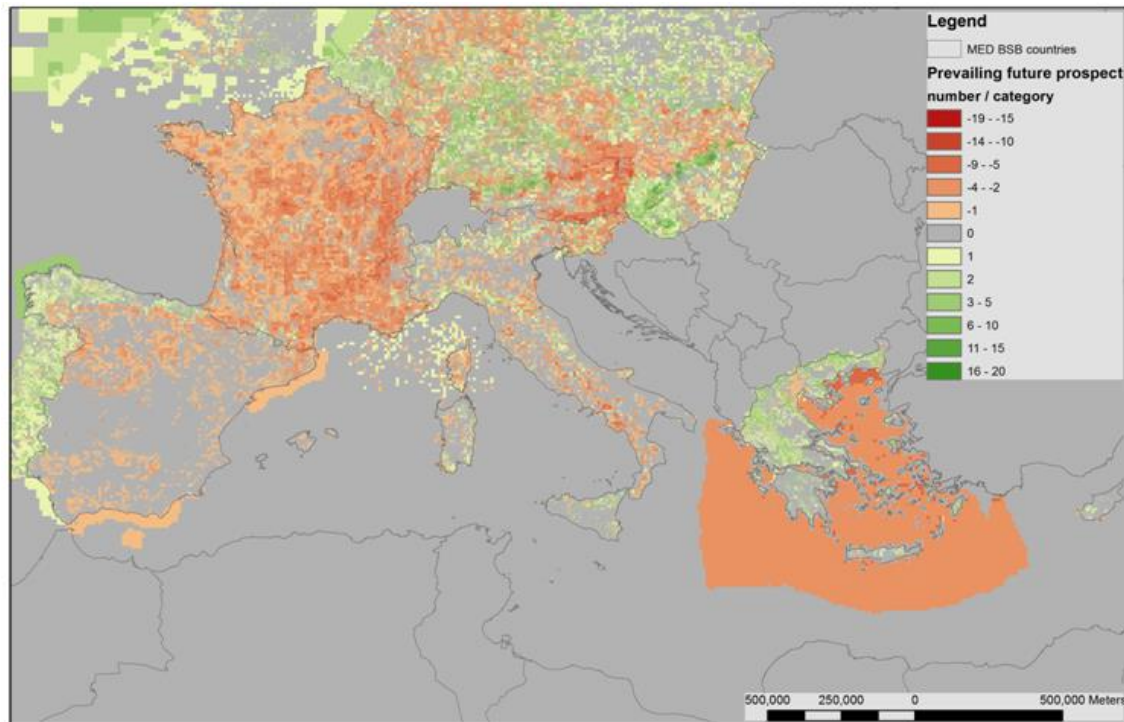 Legend
MED BSB countries
Prevailing future prospect
number / category
-19 - -15
-14 - -10
-9 - -5
-4 - -2
-1
0
1
2
3 - 5
6 - 10
11 - 15
16 - 20
500,000 250,000 0 500,000 Meters